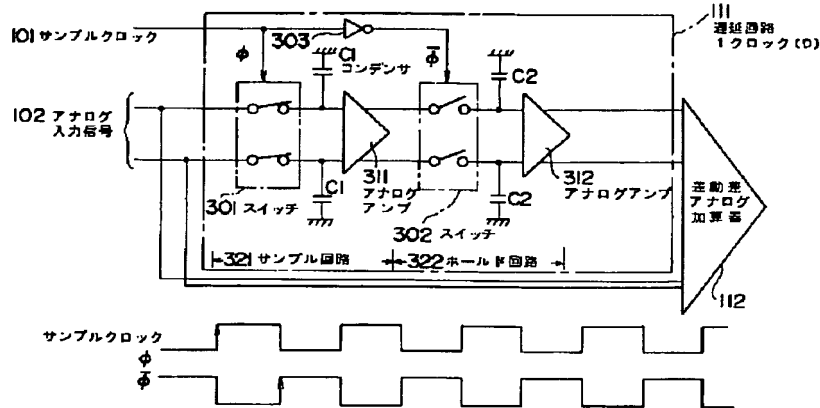 111
遅延回路
1クロック(D)
101 サンプルクロック
303
φ
C1
コンデンサ
φ̅
C2
102 アナログ
入力信号
C1
311
アナログ
アンプ
C2
312
アナログアンプ
差動差
アナログ
加算器
301 スイッチ
302 スイッチ
321 サンプル回路
322 ホールド回路
112
サンプルクロック
φ
φ̅